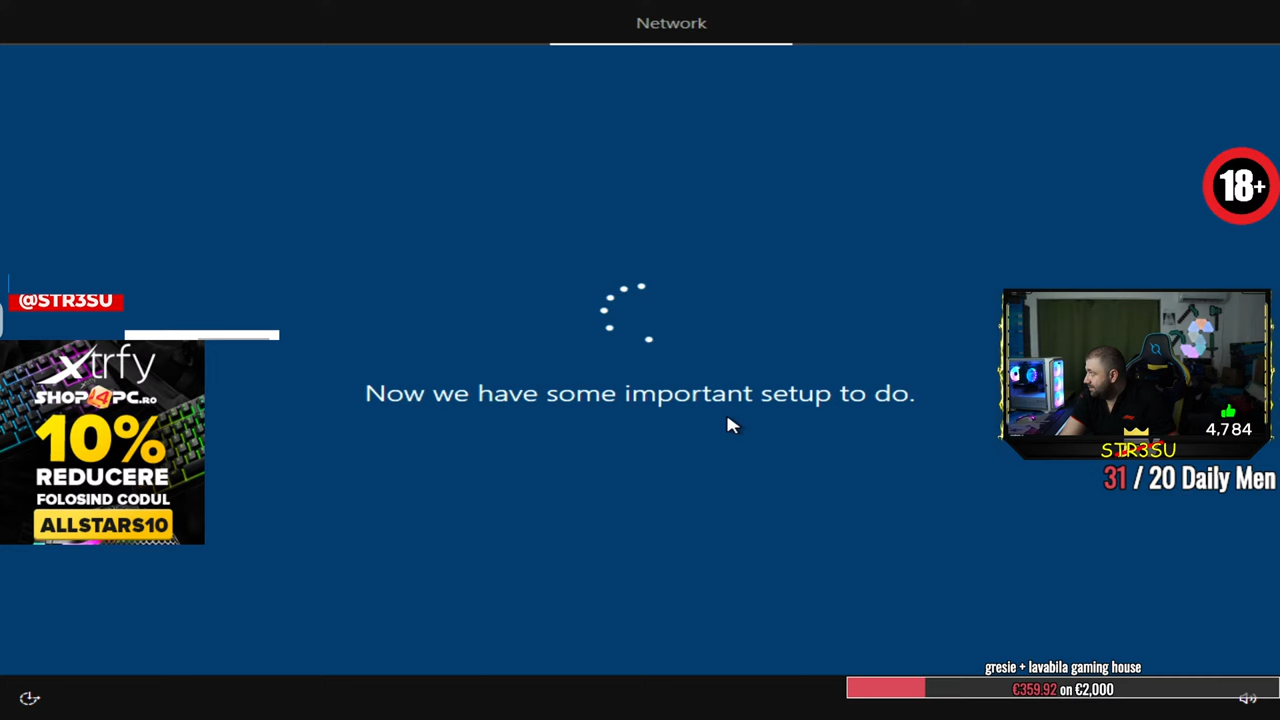 Network
18+
@STR3SU
xtrfy
SHOP4PC.RO
10%
REDUCERE
FOLOSIND CODUL
ALLSTARS10
Now we have some important setup to do.
4,784
STR3SU
31 / 20 Daily Men
gresie + lavabila gaming house
€359.92 on €2,000